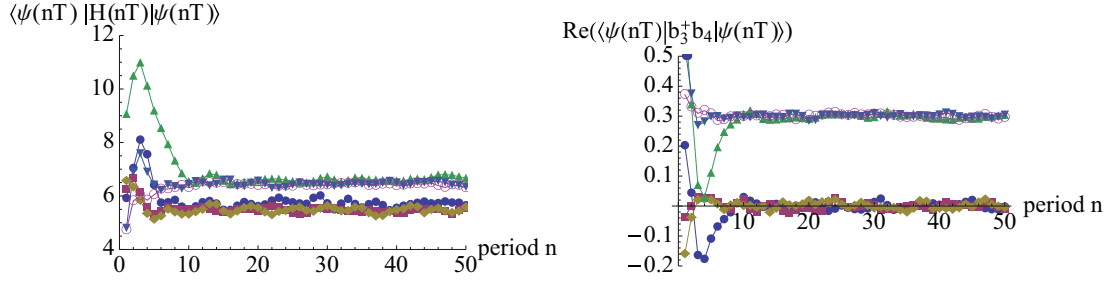 ⟨ψ(nT) |H(nT)|ψ(nT)⟩
12
10
8
6
4
0 10 20 30 40 50
period n
Re(⟨ψ(nT)|b₃⁺b₄|ψ(nT)⟩)
0.5
0.4
0.3
0.2
0.1
−0.1
−0.2
10 20 30 40 50
period n